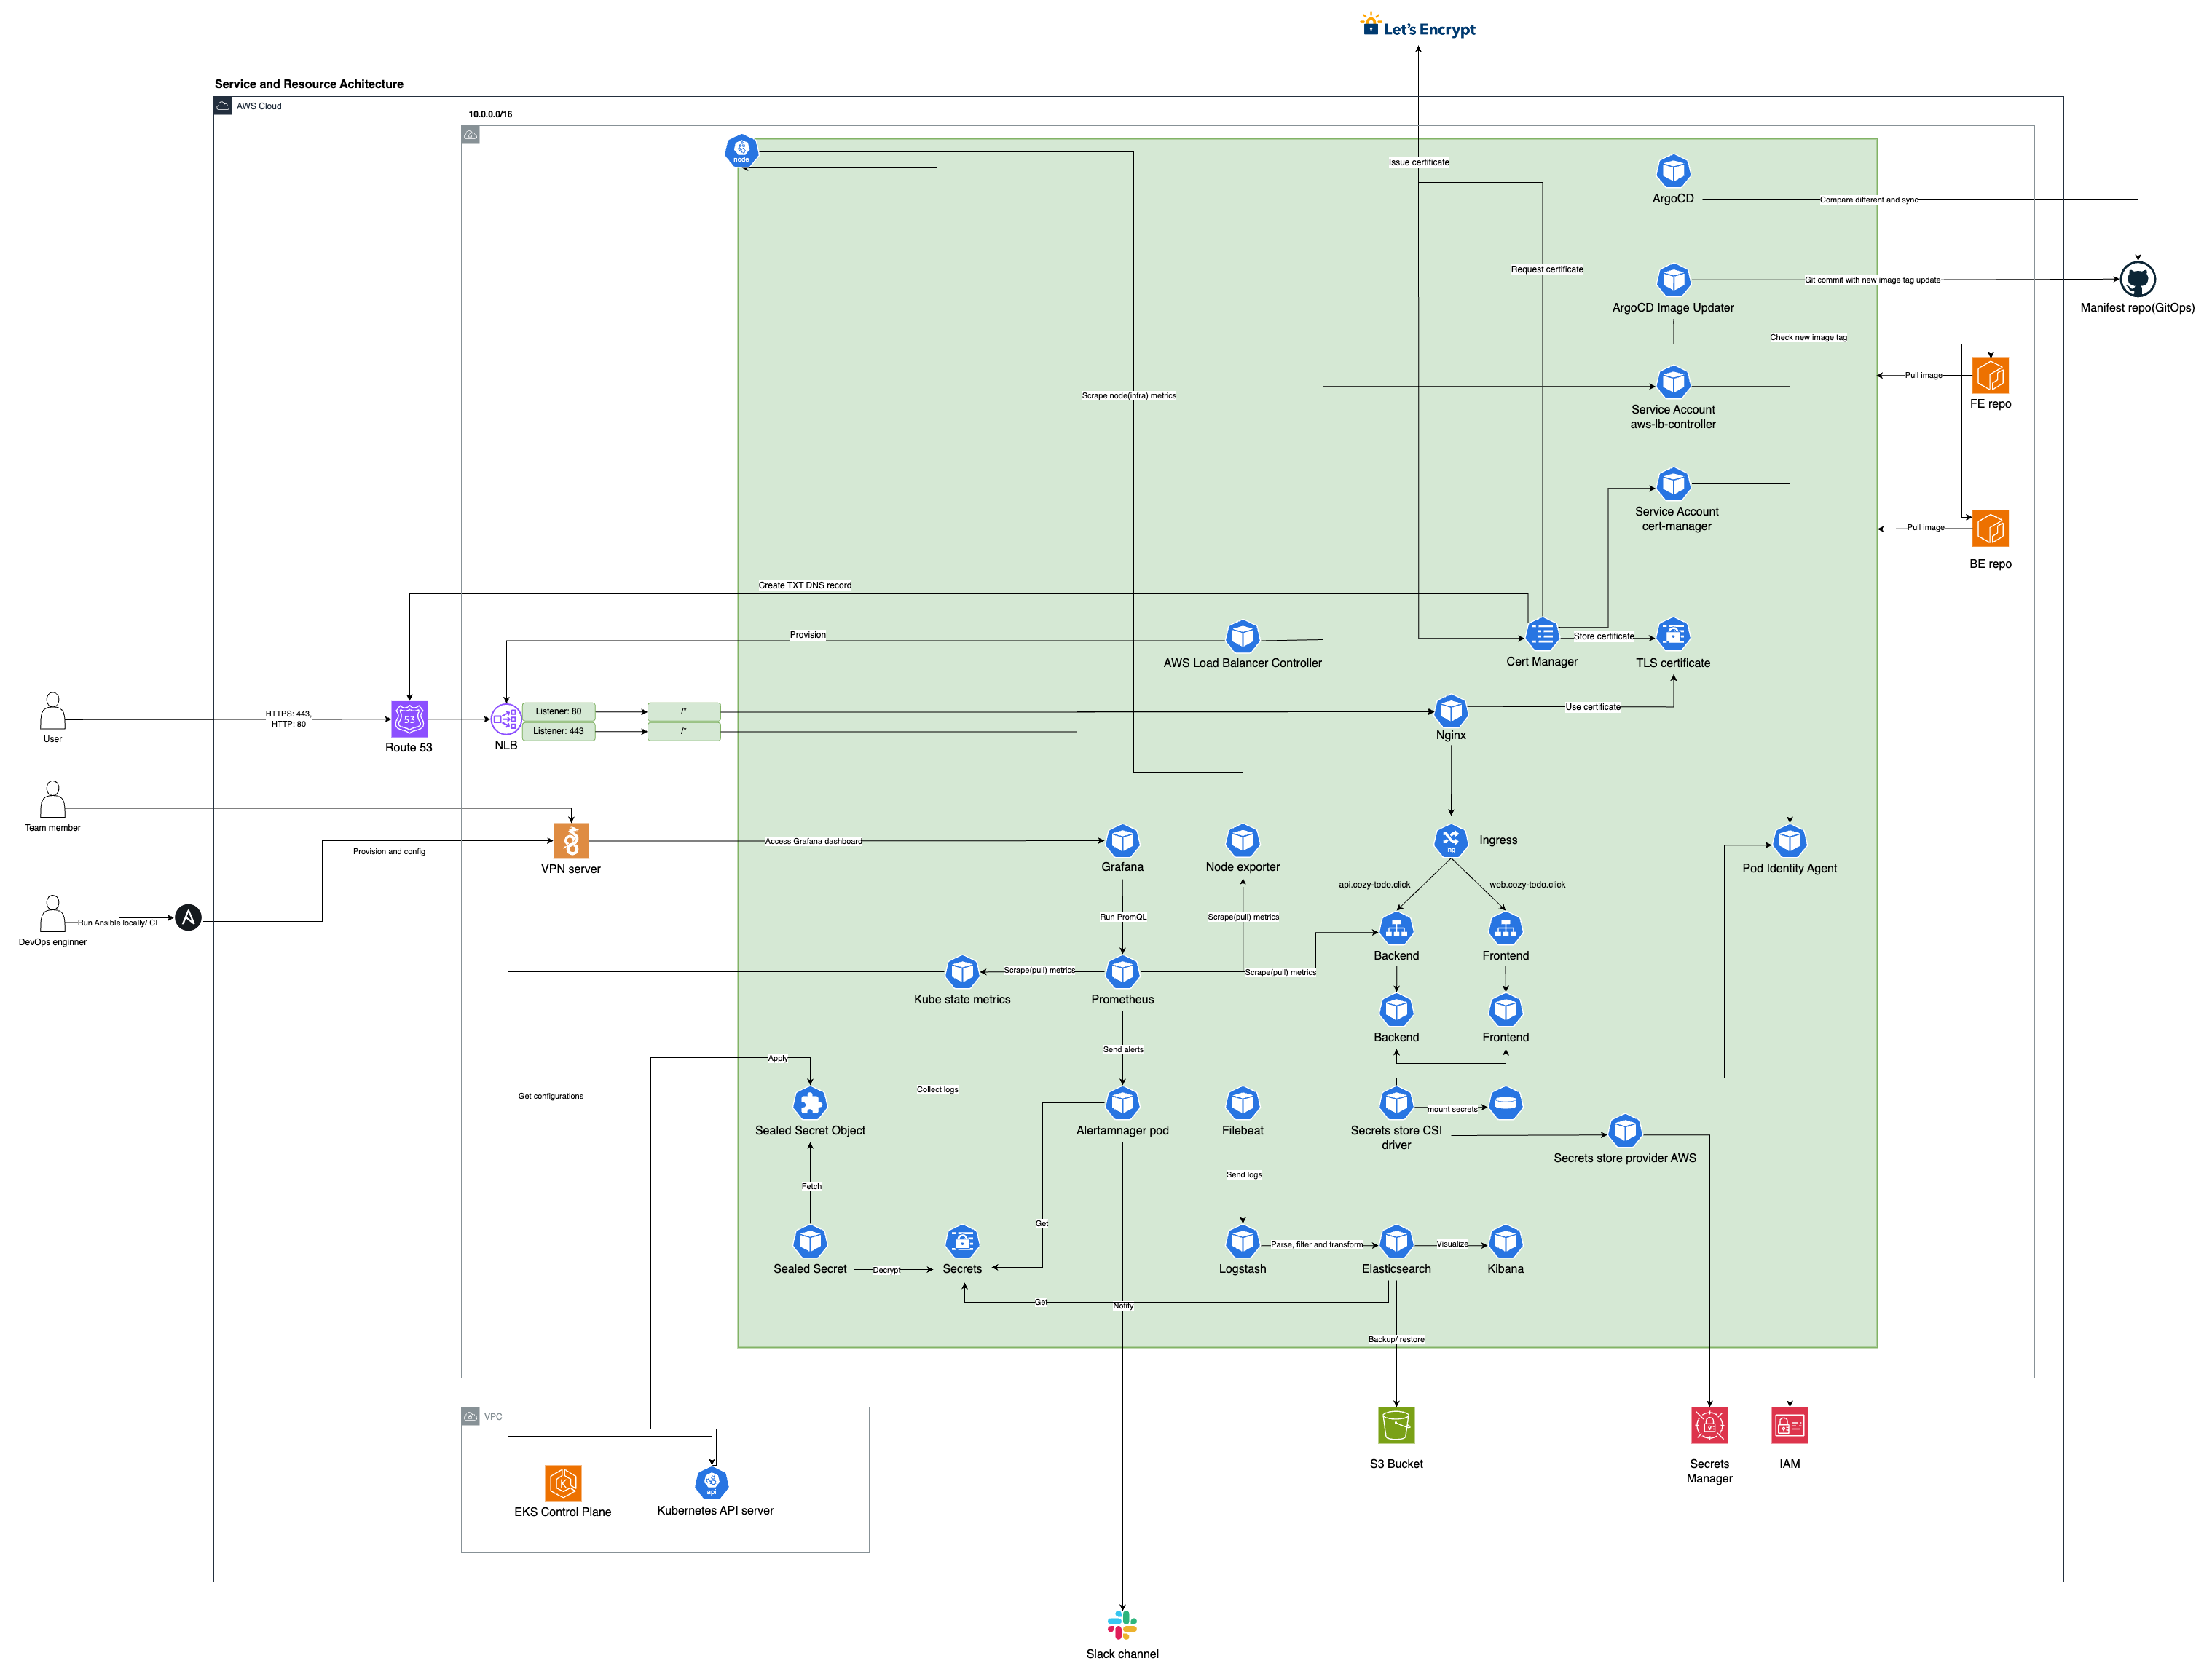 Let's Encrypt
Service and Resource Achitecture
AWS Cloud
10.0.0.0/16
node
Issue certificate
ArgoCD
Compare different and sync
Request certificate
ArgoCD Image Updater
Git commit with new image tag update
Manifest repo(GitOps)
Check new image tag
Pull image
FE repo
Scrape node(infra) metrics
Service Account
aws-lb-controller
Service Account
cert-manager
Pull image
BE repo
Create TXT DNS record
Provision
AWS Load Balancer Controller
Cert Manager
Store certificate
TLS certificate
User
HTTPS: 443,
HTTP: 80
53
Route 53
NLB
Listener: 80
/*
Listener: 443
/*
Nginx
Use certificate
Team member
Provision and config
VPN server
Access Grafana dashboard
Grafana
Node exporter
ing
Ingress
Pod Identity Agent
api.cozy-todo.click
web.cozy-todo.click
Run Ansible locally/ CI
A
DevOps enginner
Run PromQL
Scrape(pull) metrics
Backend
Frontend
Kube state metrics
Scrape(pull) metrics
Prometheus
Scrape(pull) metrics
Backend
Frontend
Send alerts
Apply
Get configurations
Collect logs
Sealed Secret Object
Alertamnager pod
Filebeat
Secrets store CSI
driver
mount secrets
Secrets store provider AWS
Fetch
Send logs
Get
Sealed Secret
Decrypt
Secrets
Logstash
Parse, filter and transform
Elasticsearch
Visualize
Kibana
Get
Notify
Backup/ restore
VPC
S3 Bucket
Secrets
Manager
IAM
K
EKS Control Plane
api
Kubernetes API server
Slack channel